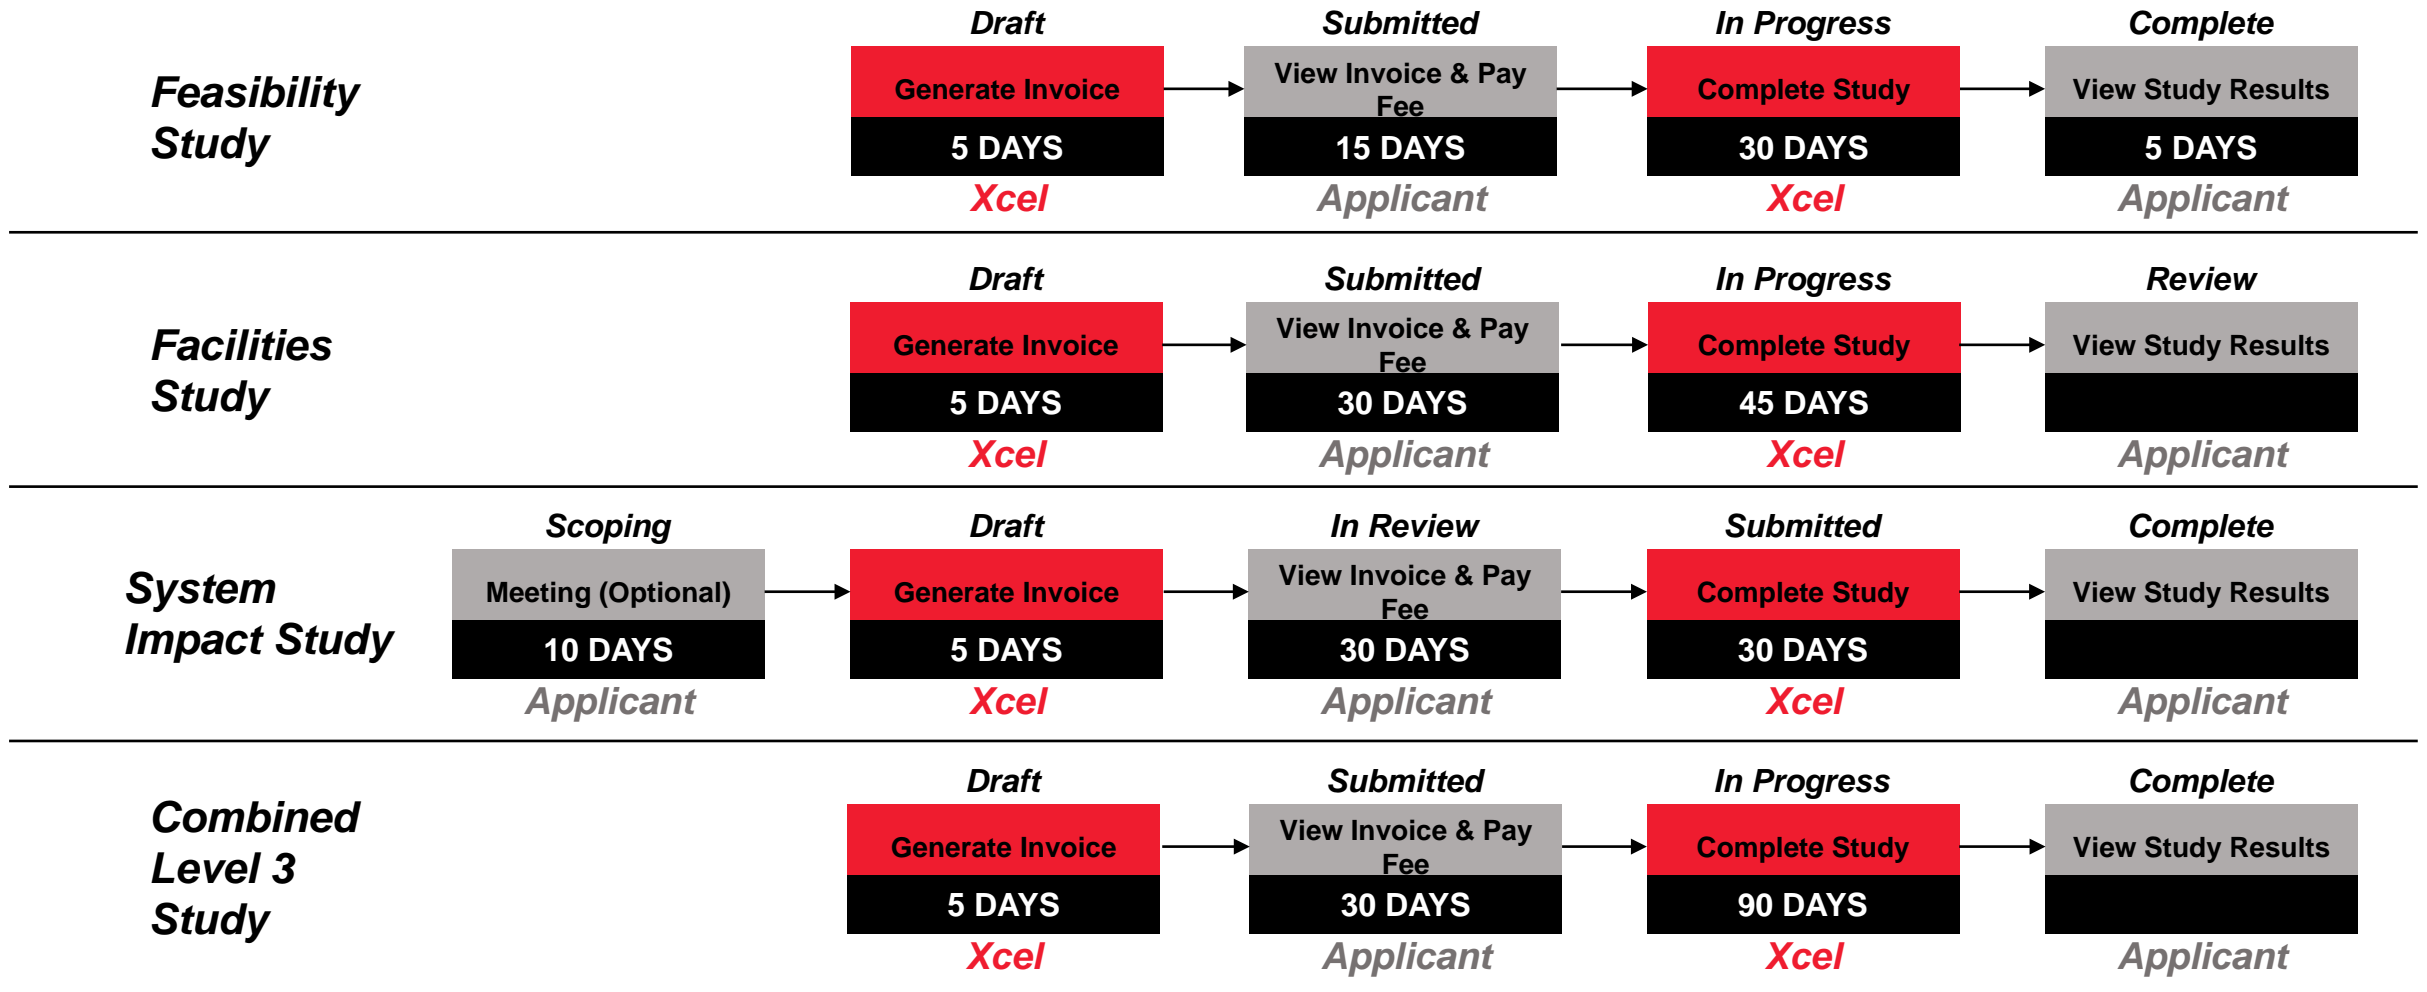 Draft
Submitted
In Progress
Complete
Feasibility
Study
Generate Invoice
View Invoice & Pay
Fee
Complete Study
View Study Results
5 DAYS
15 DAYS
30 DAYS
5 DAYS
Xcel
Applicant
Xcel
Applicant
Draft
Submitted
In Progress
Review
Facilities
Study
Generate Invoice
View Invoice & Pay
Fee
Complete Study
View Study Results
5 DAYS
30 DAYS
45 DAYS
Xcel
Applicant
Xcel
Applicant
Scoping
Draft
In Review
Submitted
Complete
System
Impact Study
Meeting (Optional)
Generate Invoice
View Invoice & Pay
Fee
Complete Study
View Study Results
10 DAYS
5 DAYS
30 DAYS
30 DAYS
Applicant
Xcel
Applicant
Xcel
Applicant
Draft
Submitted
In Progress
Complete
Combined
Level 3
Study
Generate Invoice
View Invoice & Pay
Fee
Complete Study
View Study Results
5 DAYS
30 DAYS
90 DAYS
Xcel
Applicant
Xcel
Applicant